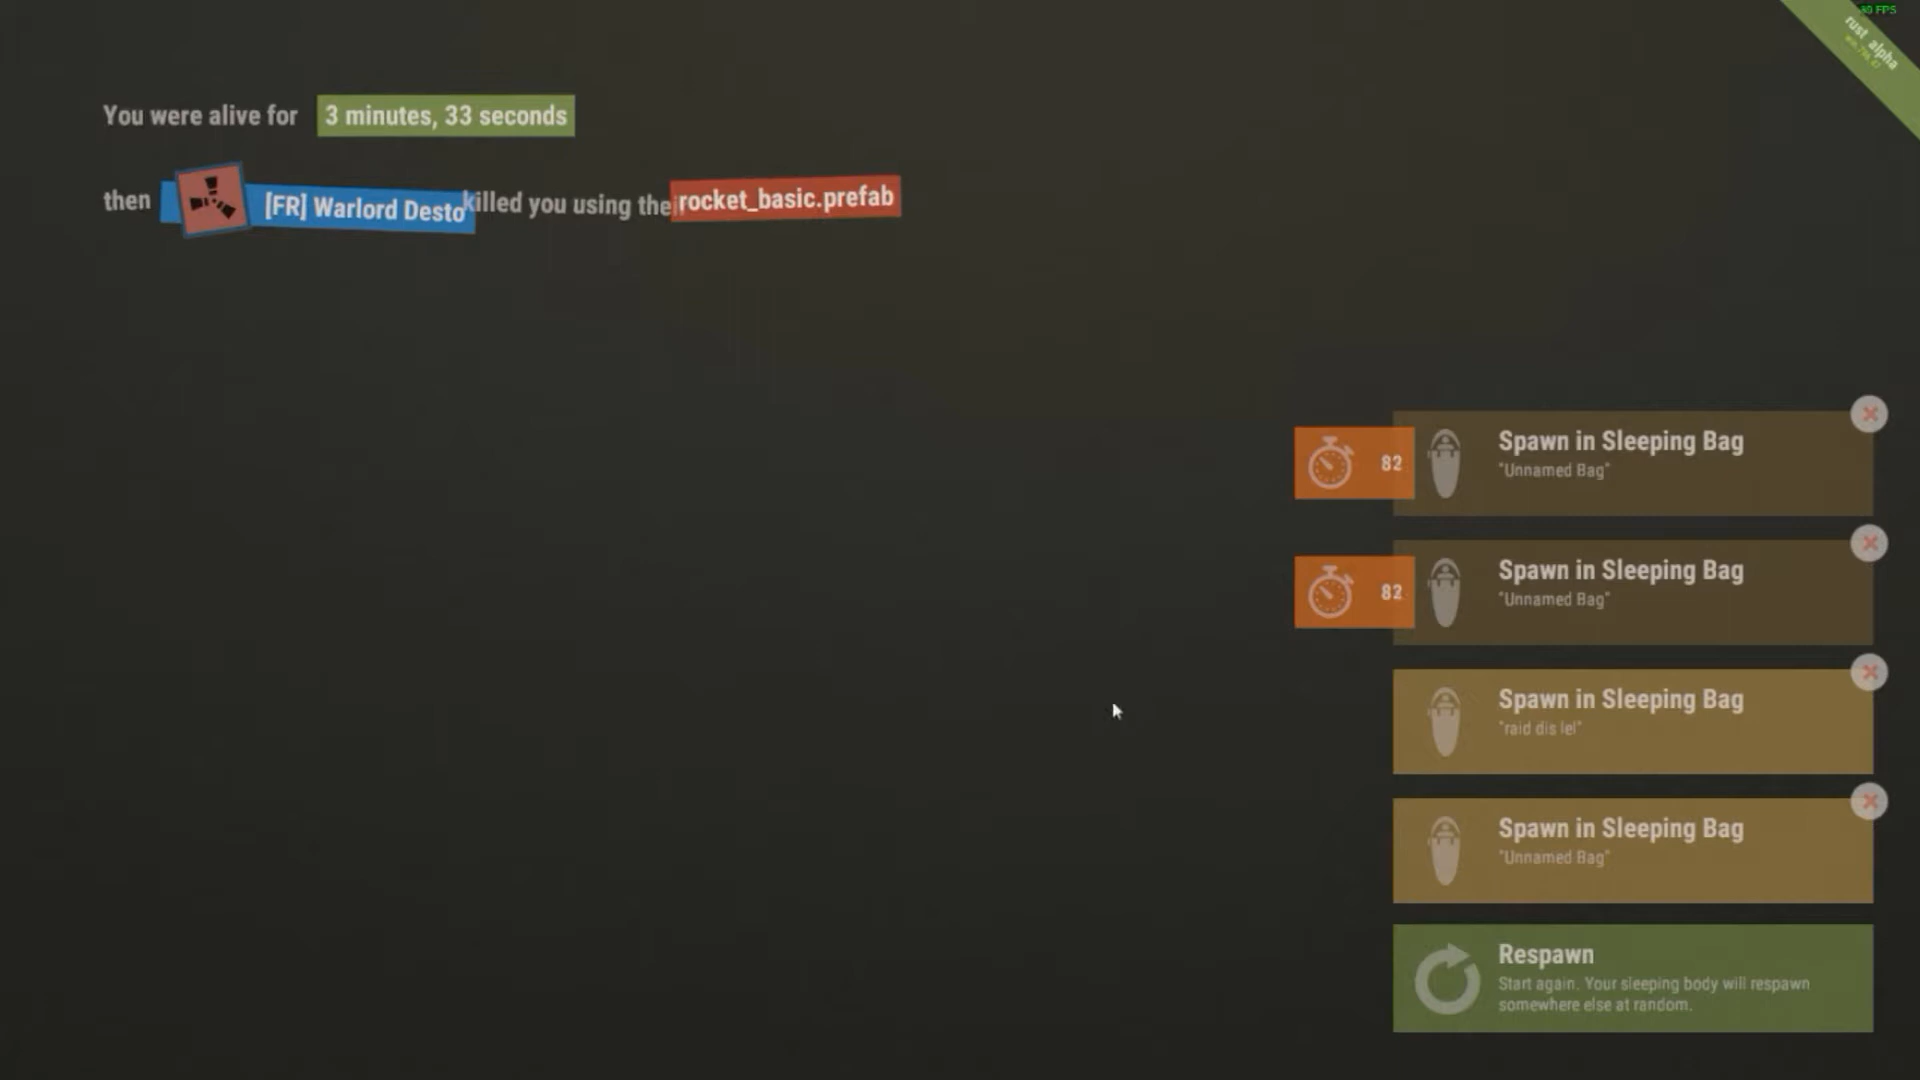 30 FPS
rust alpha
You were alive for 3 minutes, 33 seconds
then [FR] Warlord Desto killed you using the rocket_basic.prefab
82 Spawn in Sleeping Bag
"Unnamed Bag"
82 Spawn in Sleeping Bag
"Unnamed Bag"
Spawn in Sleeping Bag
"raid dis lel"
Spawn in Sleeping Bag
"Unnamed Bag"
Respawn
Start again. Your sleeping body will respawn
somewhere else at random.